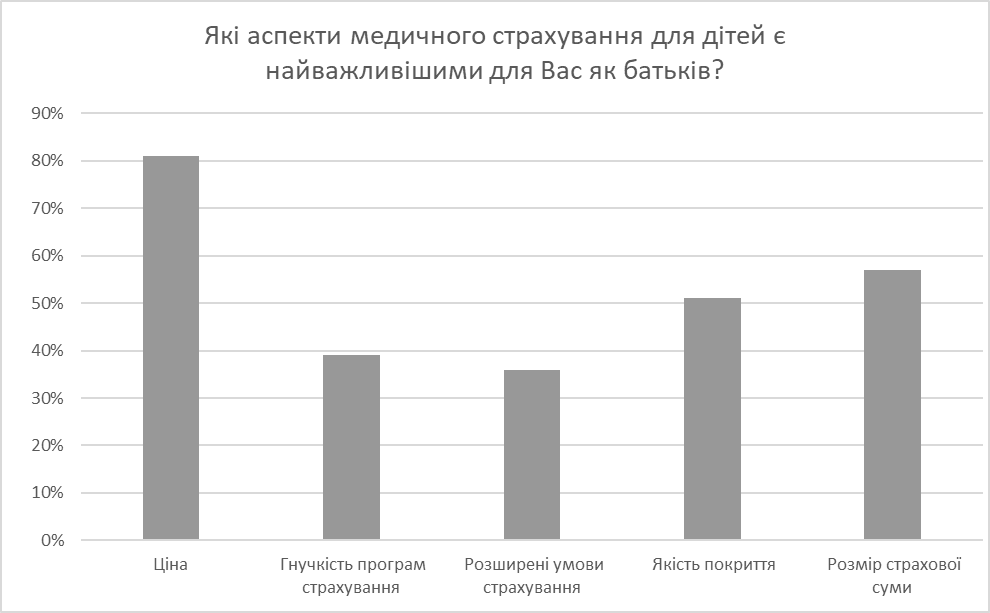 Які аспекти медичного страхування для дітей є
найважливішими для Вас як батьків?
90%
80%
70%
60%
50%
40%
30%
20%
10%
0%
Ціна
Гнучкість програм
страхування
Розширені умови
страхування
Якість покриття
Розмір страхової
суми